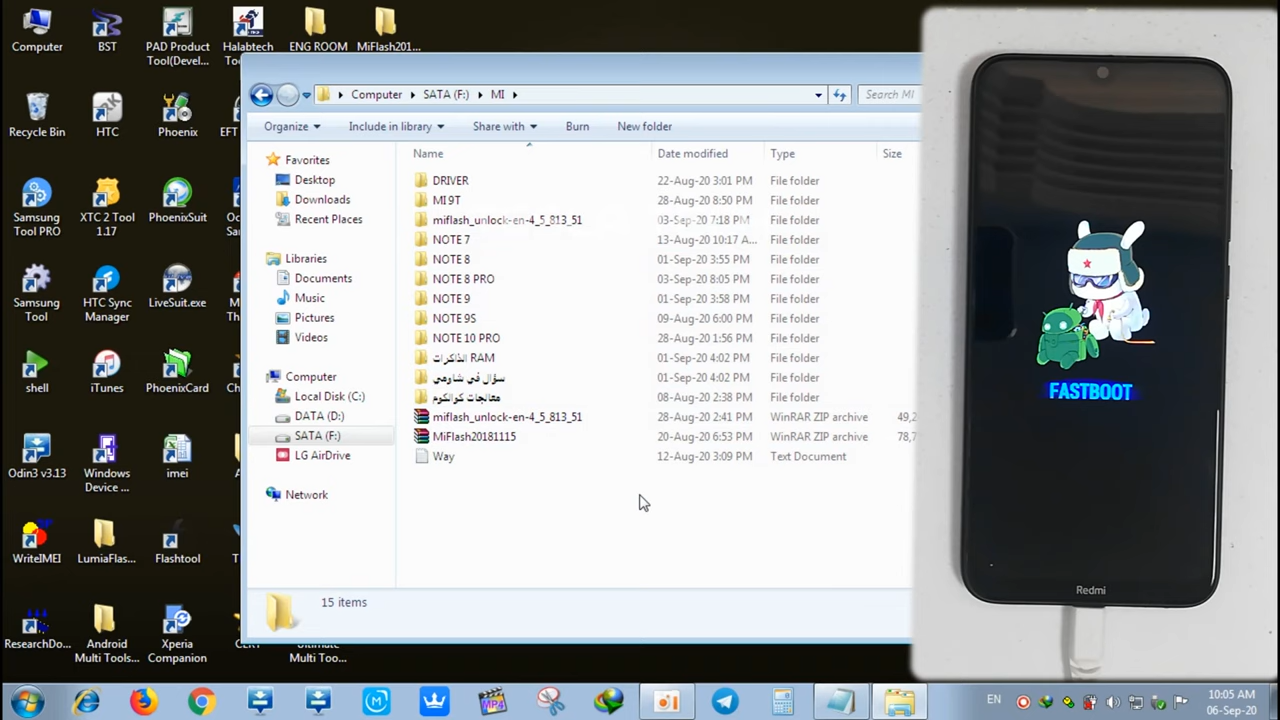 Computer
BST
PAD Product
Tool(Devel...
Halabtech
ENG ROOM
MiFlash201...
Recycle Bin
HTC
Phoenix
EFT
Samsung
Tool PRO
XTC 2 Tool
1.17
PhoenixSuit
Samsung
Tool
HTC Sync
Manager
LiveSuit.exe
shell
iTunes
PhoenixCard
Odin3 v3.13
Windows
Device ...
imei
WriteIMEI
LumiaFlas...
Flashtool
ResearchDo...
Android
Multi Tools...
Xperia
Companion
Multi Too...
Computer
SATA (F:)
MI
Search MI
Organize
Include in library
Share with
Burn
New folder
Favorites
Desktop
Downloads
Recent Places
Libraries
Documents
Music
Pictures
Videos
Computer
Local Disk (C:)
DATA (D:)
SATA (F:)
LG AirDrive
Network
Name Date modified Type Size
DRIVER 22-Aug-20 3:01 PM File folder
MI 9T 28-Aug-20 8:50 PM File folder
miflash_unlock-en-4_5_813_51 03-Sep-20 7:18 PM File folder
NOTE 7 13-Aug-20 10:17 A... File folder
NOTE 8 01-Sep-20 3:55 PM File folder
NOTE 8 PRO 03-Sep-20 8:05 PM File folder
NOTE 9 01-Sep-20 3:58 PM File folder
NOTE 9S 09-Aug-20 6:00 PM File folder
NOTE 10 PRO 28-Aug-20 1:56 PM File folder
الذاكرات RAM 01-Sep-20 4:02 PM File folder
سؤال في شاومي 01-Sep-20 4:02 PM File folder
معالجات كوالكوم 08-Aug-20 2:38 PM File folder
miflash_unlock-en-4_5_813_51 28-Aug-20 2:41 PM WinRAR ZIP archive 49,2
MiFlash20181115 20-Aug-20 6:53 PM WinRAR ZIP archive 78,7
Way 12-Aug-20 3:09 PM Text Document
15 items
FASTBOOT
Redmi
MP4
EN
10:05 AM
06-Sep-20